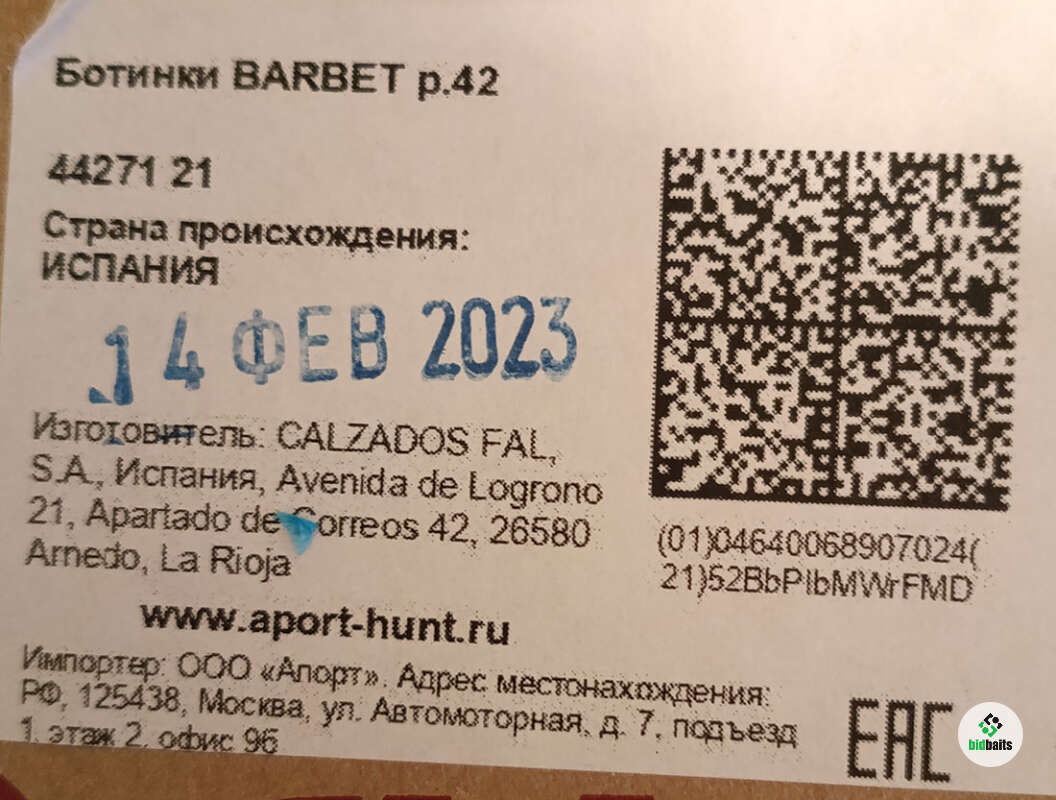 Ботинки BARBET р.42
44271 21
Страна происхождения:
ИСПАНИЯ
14 ФЕВ 2023
Изготовитель: CALZADOS FAL,
S.A., Испания, Avenida de Logrono
21, Apartado de Correos 42, 26580
Arnedo, La Rioja
(01)04640068907024(
21)52BbPIbMWrFMD
www.aport-hunt.ru
Импортер: ООО «Апорт». Адрес местонахождения:
РФ, 125438, Москва, ул. Автомоторная, д. 7, подъезд
1, этаж 2, офис 9б
EAC
bidbaits